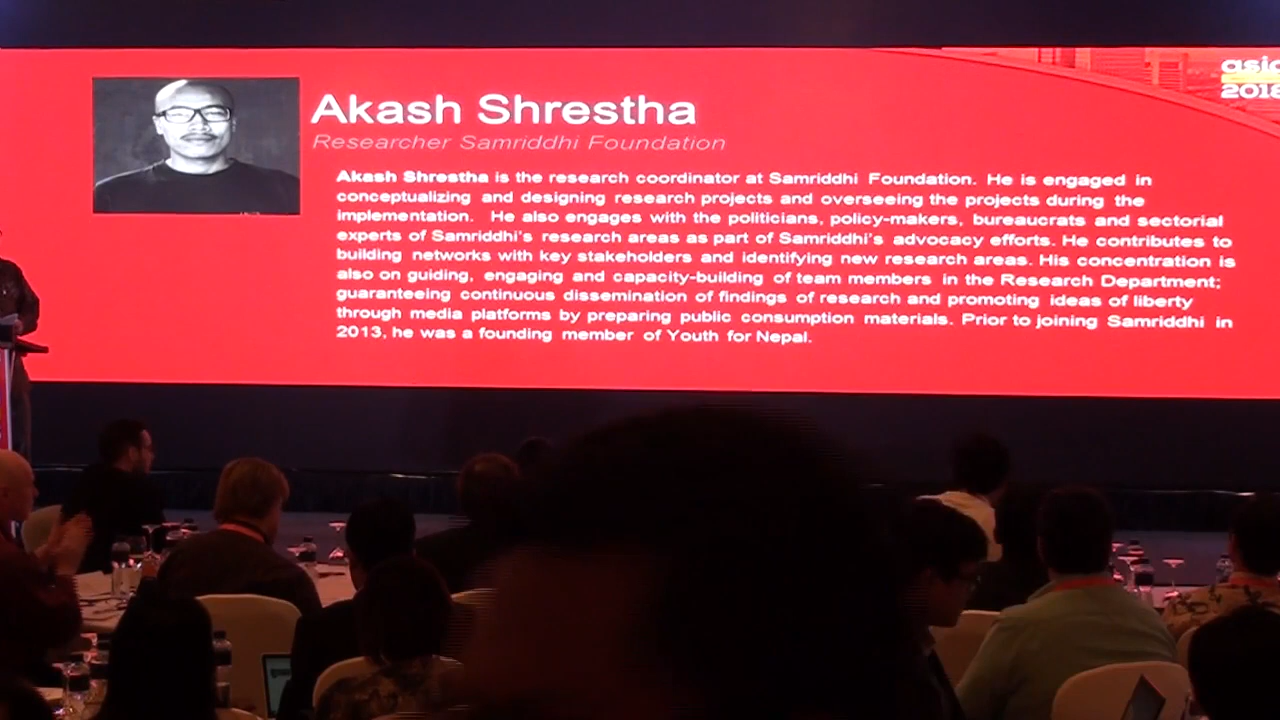 asia
2018
Akash Shrestha
Researcher Samriddhi Foundation
Akash Shrestha is the research coordinator at Samriddhi Foundation. He is engaged in
conceptualizing and designing research projects and overseeing the projects during the
implementation. He also engages with the politicians, policy-makers, bureaucrats and sectorial
experts of Samriddhi's research areas as part of Samriddhi's advocacy efforts. He contributes to
building networks with key stakeholders and identifying new research areas. His concentration is
also on guiding, engaging and capacity-building of team members in the Research Department;
guaranteeing continuous dissemination of findings of research and promoting ideas of liberty
through media platforms by preparing public consumption materials. Prior to joining Samriddhi in
2013, he was a founding member of Youth for Nepal.